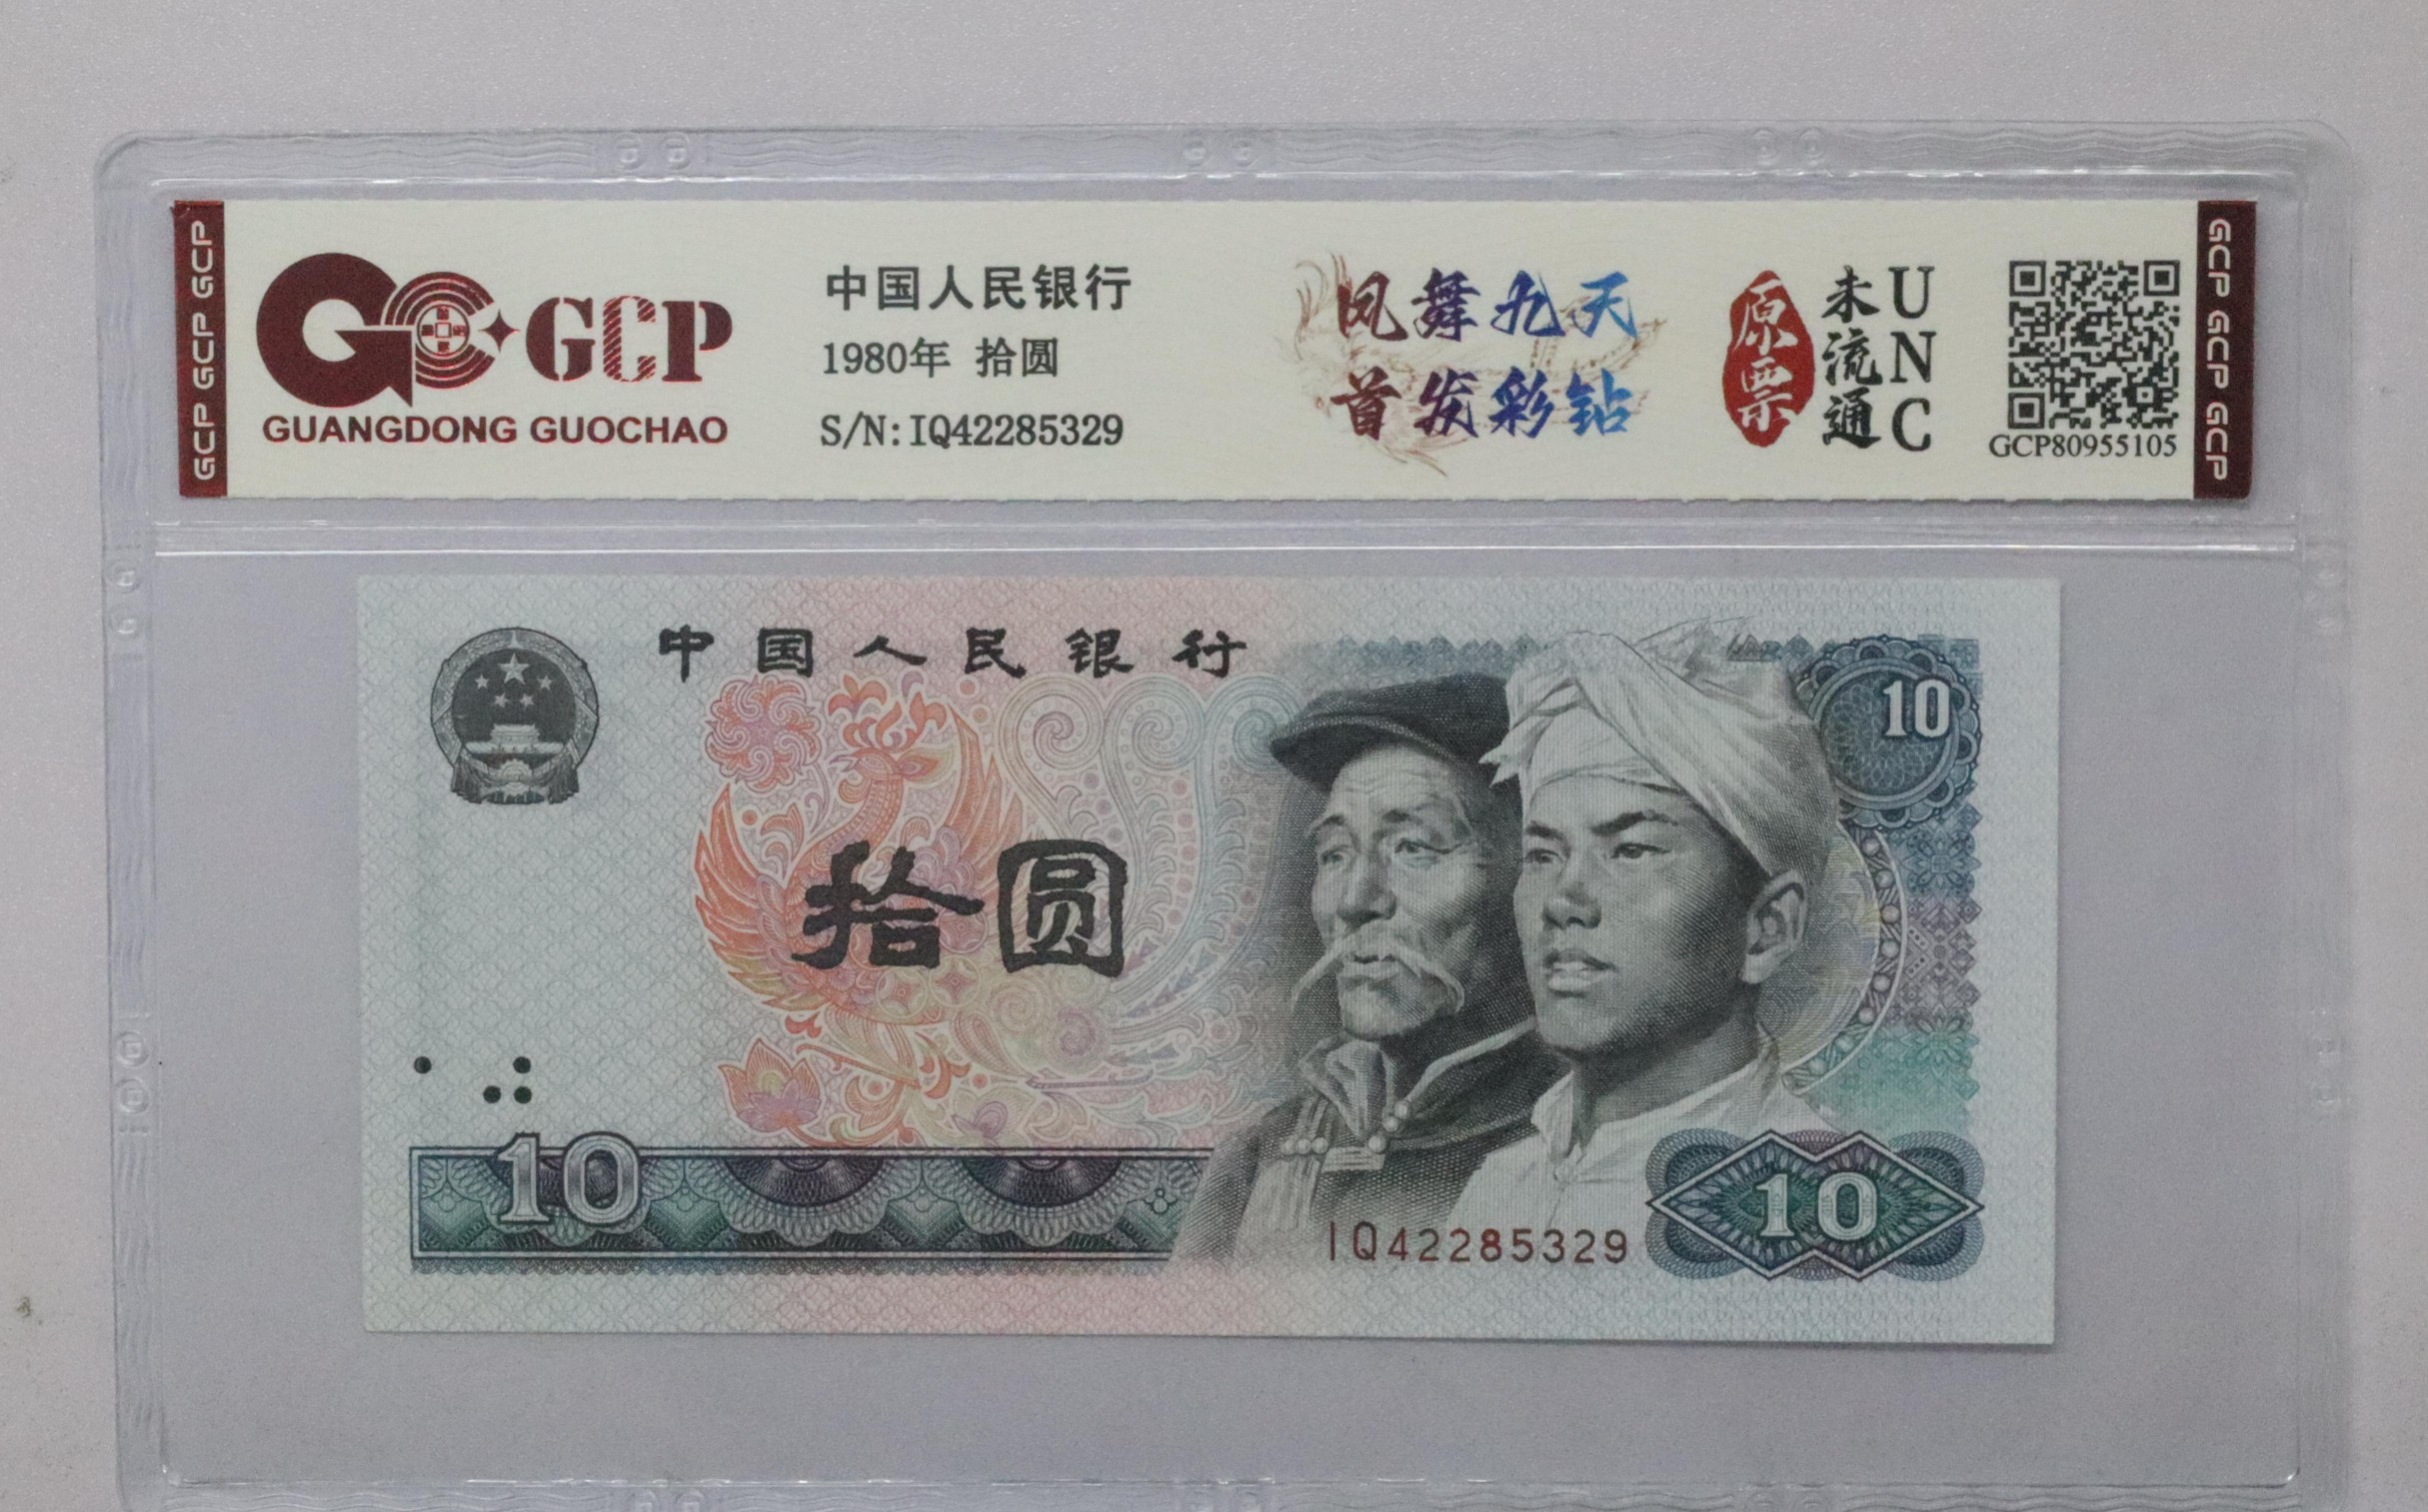 GCP GCP GCP
GCP
GUANGDONG GUOCHAO
中国人民银行
1980年 拾圆
S/N:IQ42285329
凤舞九天
首发彩钻
原票
未流通
UNC
GCP80955105
GCP GCP GCP
中国人民银行
10
拾圆
10
IQ42285329
10